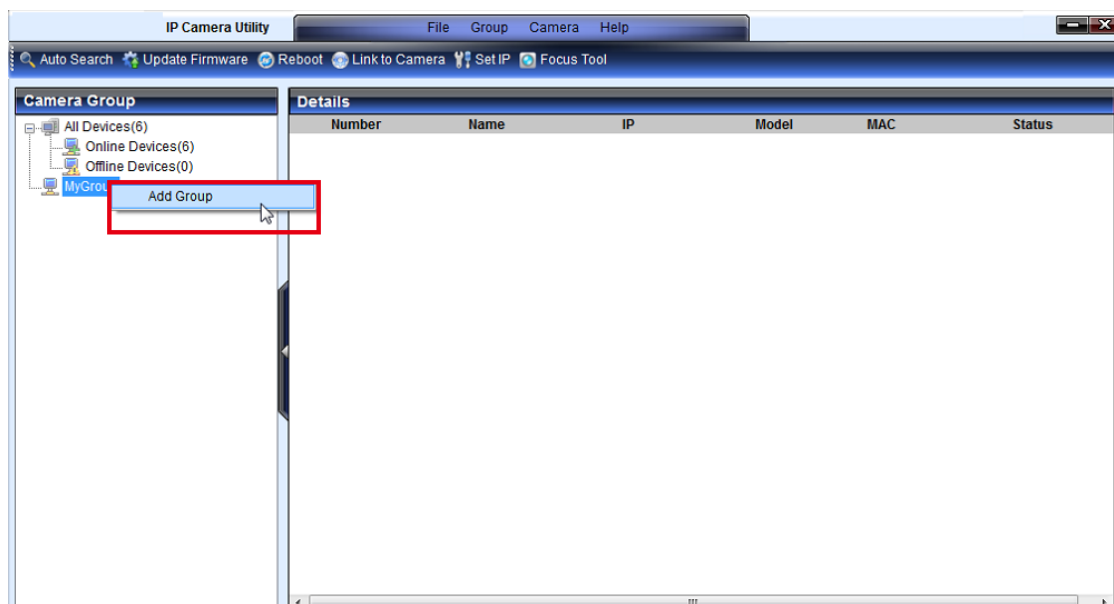 IP Camera Utility File Group Camera Help
Auto Search Update Firmware Reboot Link to Camera Set IP Focus Tool
Camera Group
All Devices(6)
Online Devices(6)
Offline Devices(0)
MyGrou
Add Group
Details
Number Name IP Model MAC Status